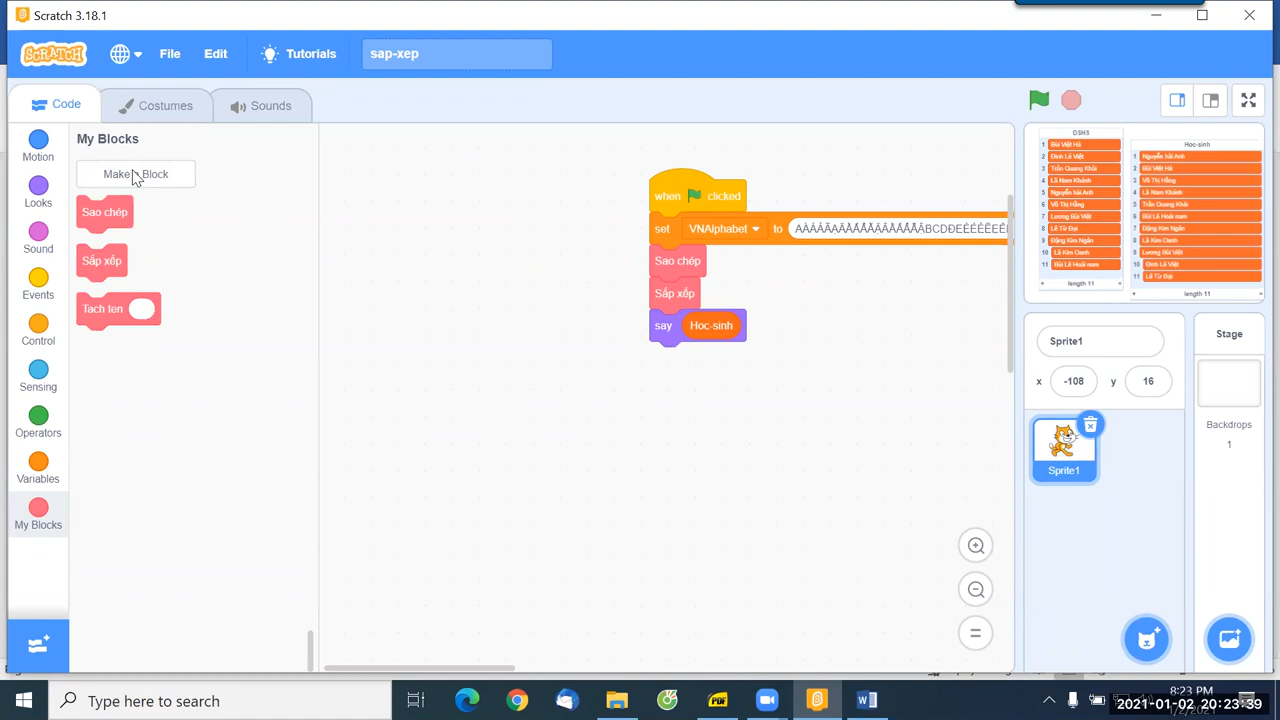 Scratch 3.18.1
SCRATCH
File
Edit
Tutorials
sap-xep
Code
Costumes
Sounds
Motion
Looks
Sound
Events
Control
Sensing
Operators
Variables
My Blocks
My Blocks
Make Block
Sao chép
Sắp xếp
Tach ten
when clicked
set VNAlphabet to
Sao chép
Sắp xếp
say Hoc-sinh
DSHS
1 Bùi Việt Hà
2 Đinh Lê Việt
3 Trần Quang Khải
4 Lã Nam Khánh
5 Nguyễn hải Anh
6 Võ Thị Hằng
7 Lương Bùi Việt
8 Lê Từ Đại
9 Đặng Kim Ngân
10 Lã Kim Oanh
11 Bùi Lê Hoài nam
length 11
Hoc-sinh
1 Nguyễn hải Anh
2 Bùi Việt Hà
3 Võ Thị Hằng
4 Lã Nam Khánh
5 Trần Quang Khải
6 Bùi Lê Hoài nam
7 Đặng Kim Ngân
8 Lã Kim Oanh
9 Lương Bùi Việt
10 Đinh Lê Việt
11 Lê Từ Đại
length 11
Sprite1
x -108 y 16
Sprite1
Stage
Backdrops
1
Type here to search
PDF
8:23 PM
2021-01-02 20:23:39